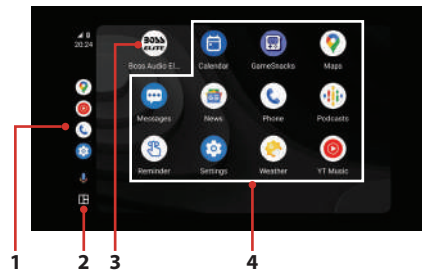 20:24
BOSS
ELITE
Boss Audio El...
Calendar
GameSnacks
Maps
Messages
News
Phone
Podcasts
Reminder
Settings
Weather
YT Music
1
2
3
4